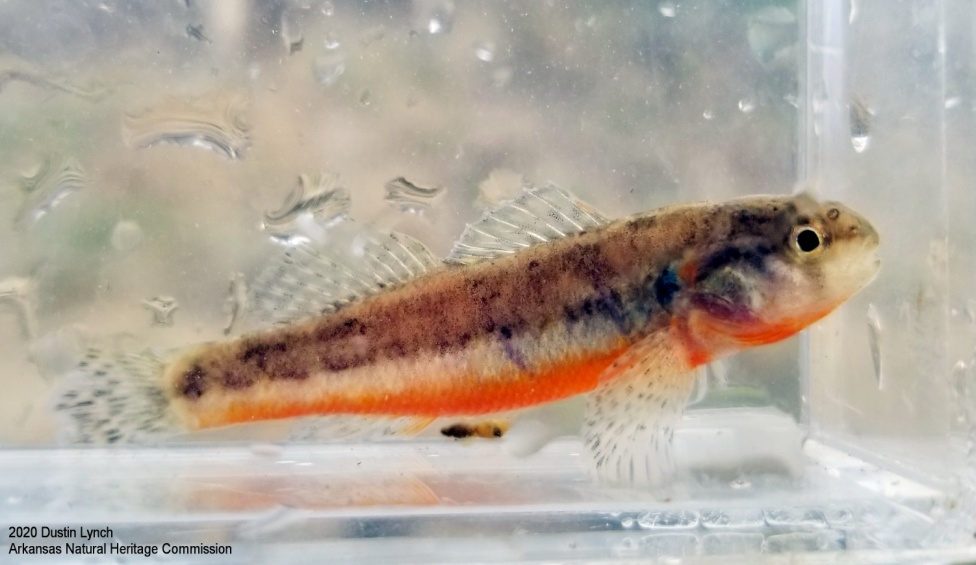 2020 Dustin Lynch
Arkansas Natural Heritage Commission